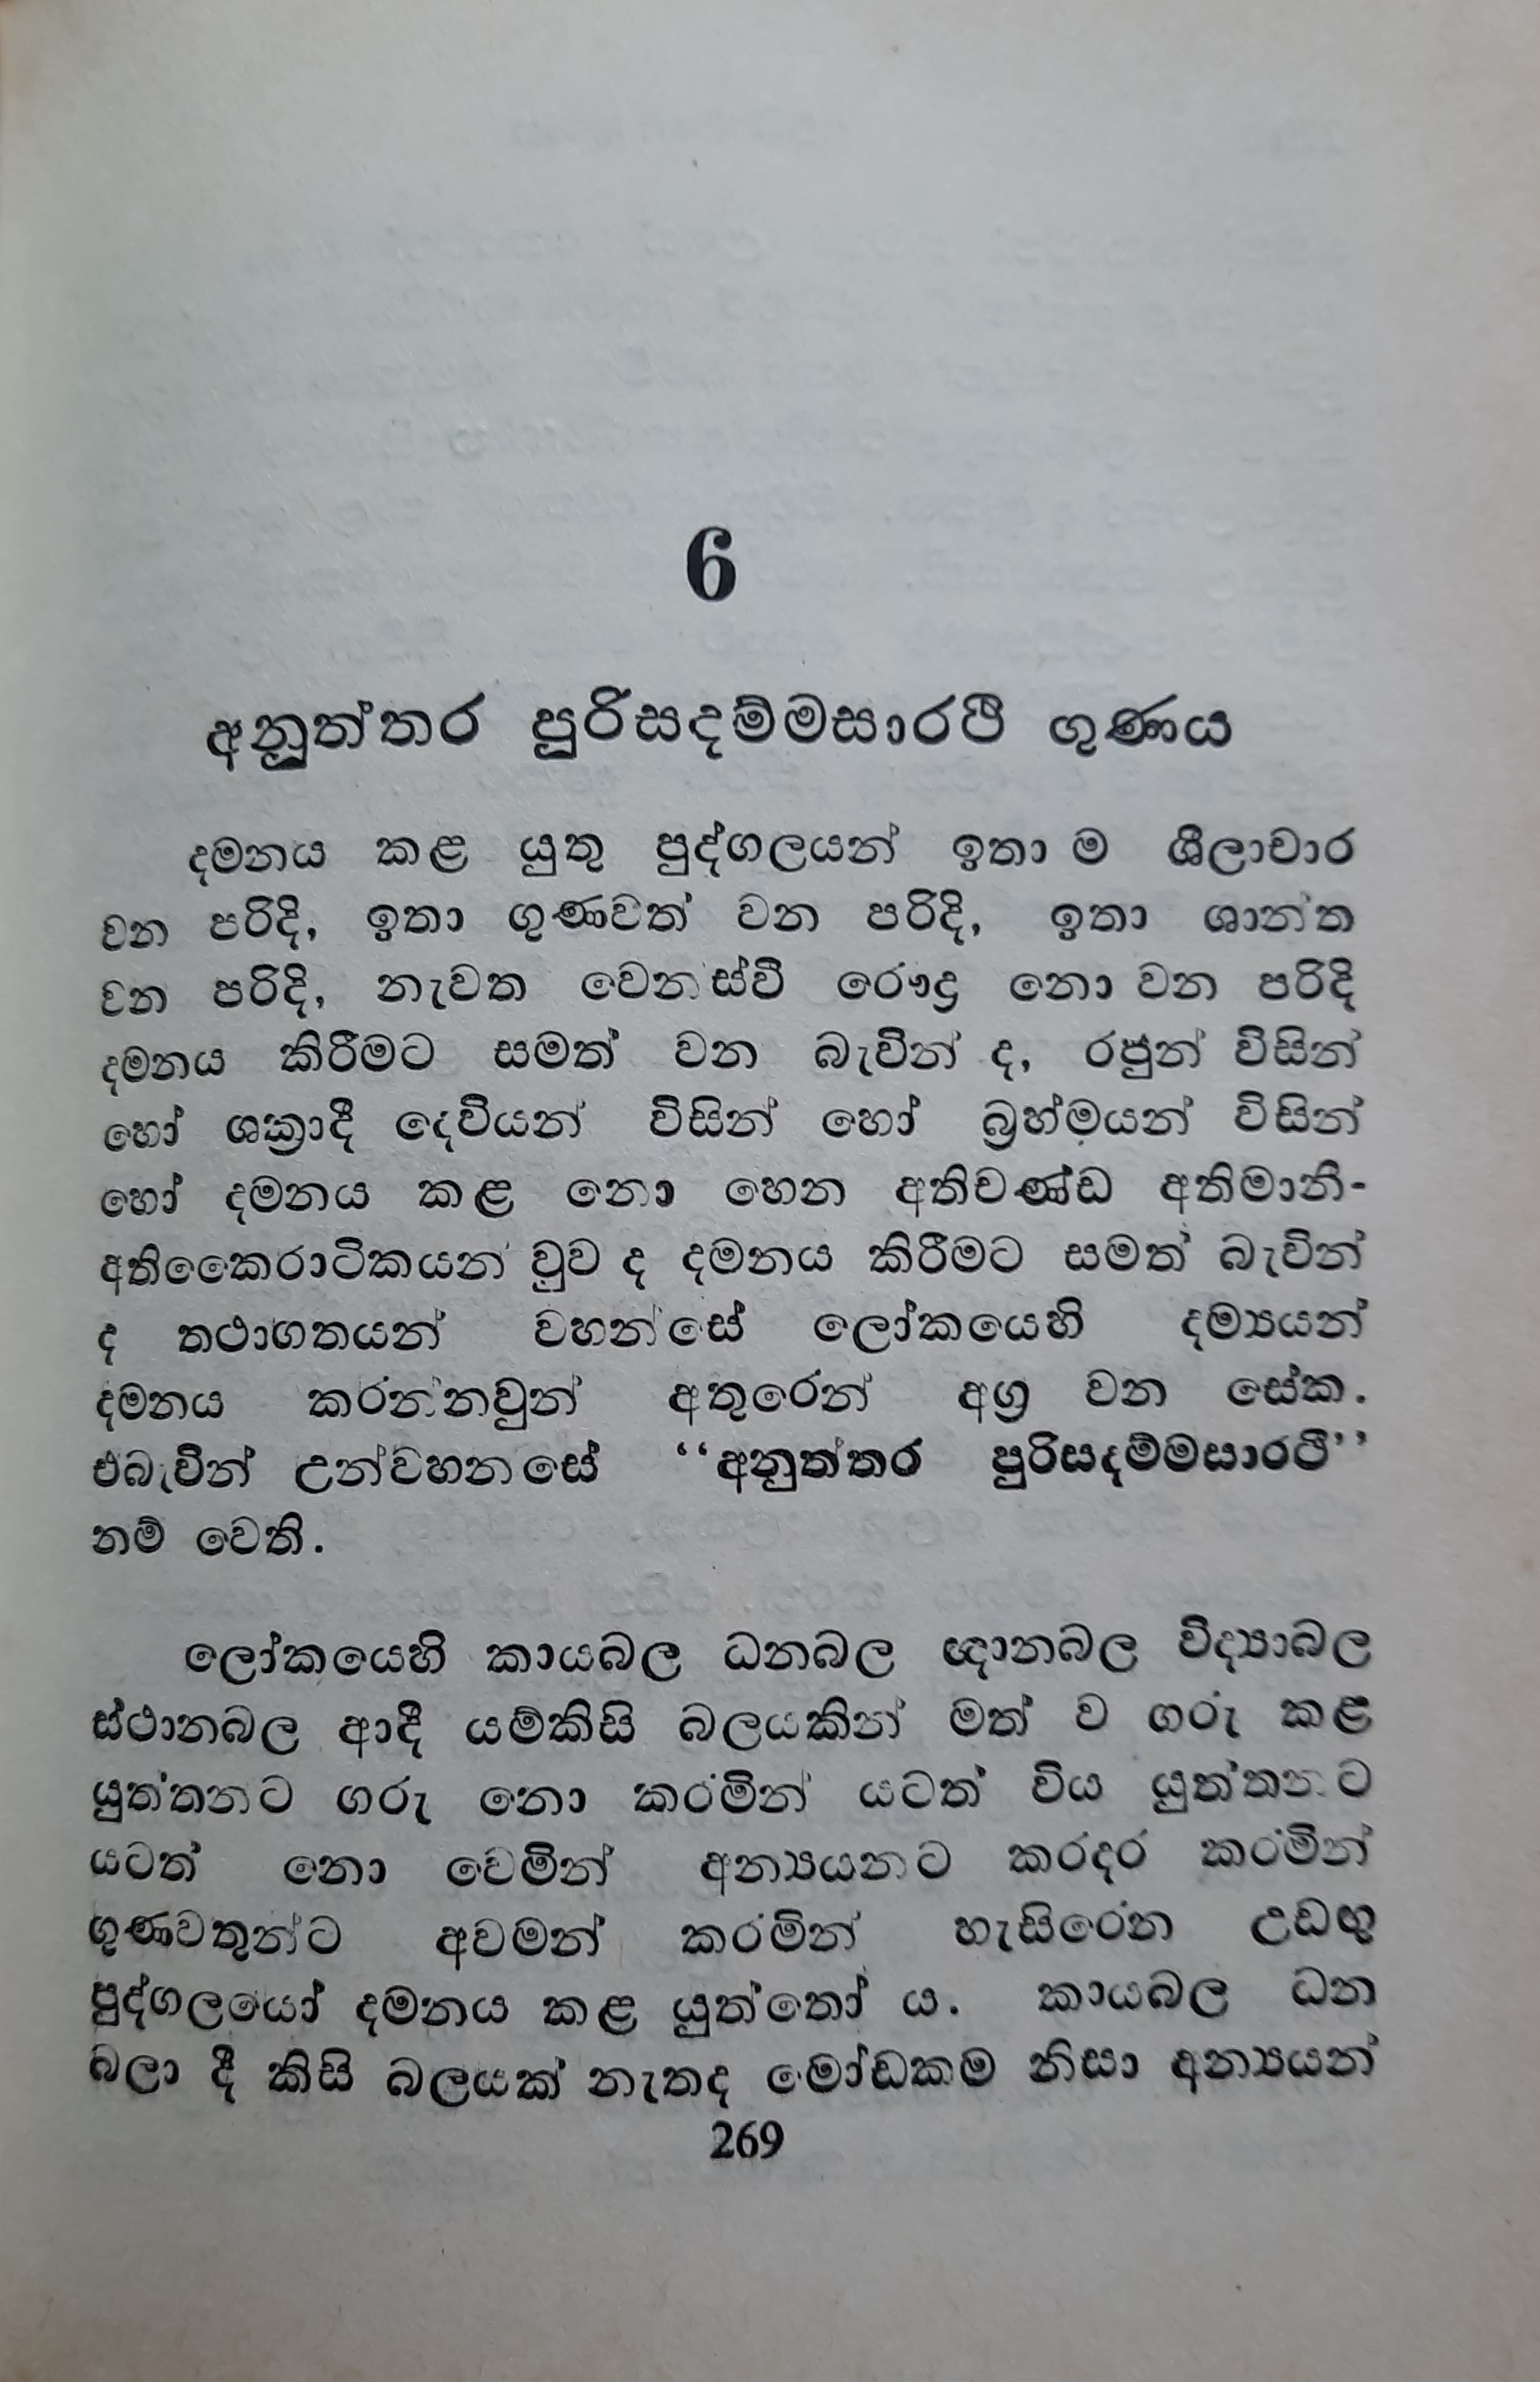 6
අනුත්තර පුරිසදම්මසාරථි ගුණය
දමනය කළ යුතු පුද්ගලයන් ඉතා ම ශීලාචාර
වන පරිදි, ඉතා ගුණවත් වන පරිදි, ඉතා ශාන්ත
වන පරිදි, නැවත වෙනස්වී රෞද්‍ර නො වන පරිදි
දමනය කිරීමට සමත් වන බැවින් ද, රජුන් විසින්
හෝ ශක්‍රාදී දෙවියන් විසින් හෝ බ්‍රහ්මයන් විසින්
හෝ දමනය කළ නො හෙන අතිචණ්ඩ අතිමානි-
අතිකෛරාටිකයන් වුව ද දමනය කිරීමට සමත් බැවින්
ද තථාගතයන් වහන්සේ ලෝකයෙහි දම්‍යයන්
දමනය කරන්නවුන් අතුරෙන් අග්‍ර වන සේක.
එබැවින් උන්වහනසේ “අනුත්තර පුරිසදම්මසාරථි”
නම් වෙති.
ලෝකයෙහි කායබල ධනබල ඥානබල විද්‍යාබල
ස්ථානබල ආදී යම්කිසි බලයකින් මත් ව ගරු කළ
යුත්තනට ගරු නො කරමින් යටත් විය යුත්තනට
යටත් නො වෙමින් අන්‍යයනට කරදර කරමින්
ගුණවතුන්ට අවමන් කරමින් හැසිරෙන උඩඟු
පුද්ගලයෝ දමනය කළ යුත්තෝ ය. කායබල ධන
බලා දී කිසි බලයක් නැතද මෝඩකම නිසා අන්‍යයන්
269